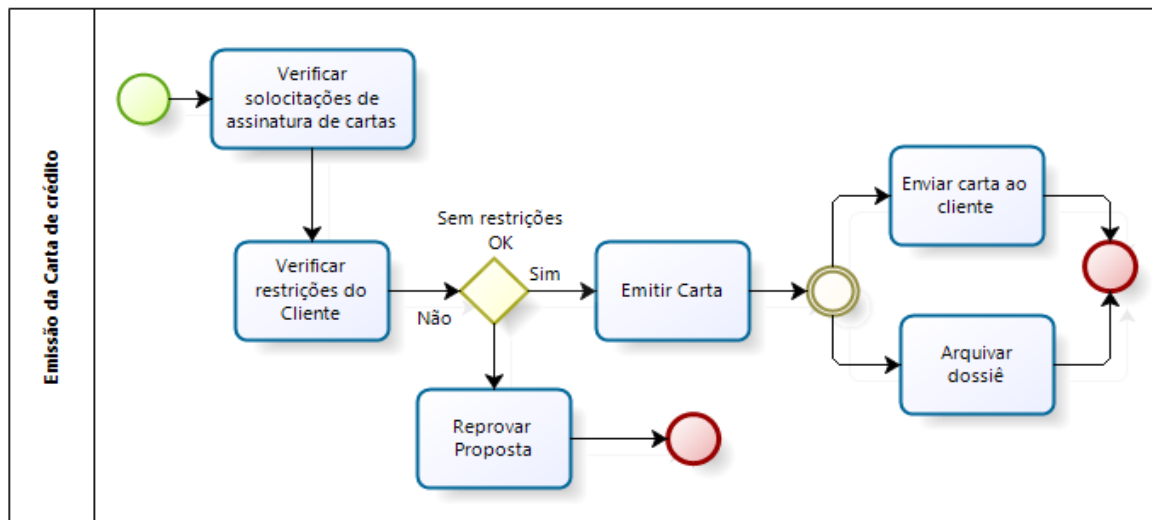 Emissão da Carta de crédito
Verificar
solocitações de
assinatura de cartas
Verificar
restrições do
Cliente
Sem restrições
OK
Sim
Não
Emitir Carta
Reprovar
Proposta
Enviar carta ao
cliente
Arquivar
dossiê